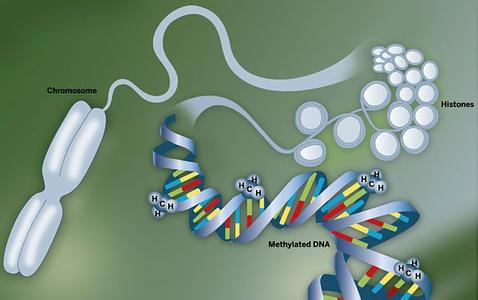 Chromosome
Histones
H
H C H
H
H C H
H
C H
H
Methylated DNA
H
H C H